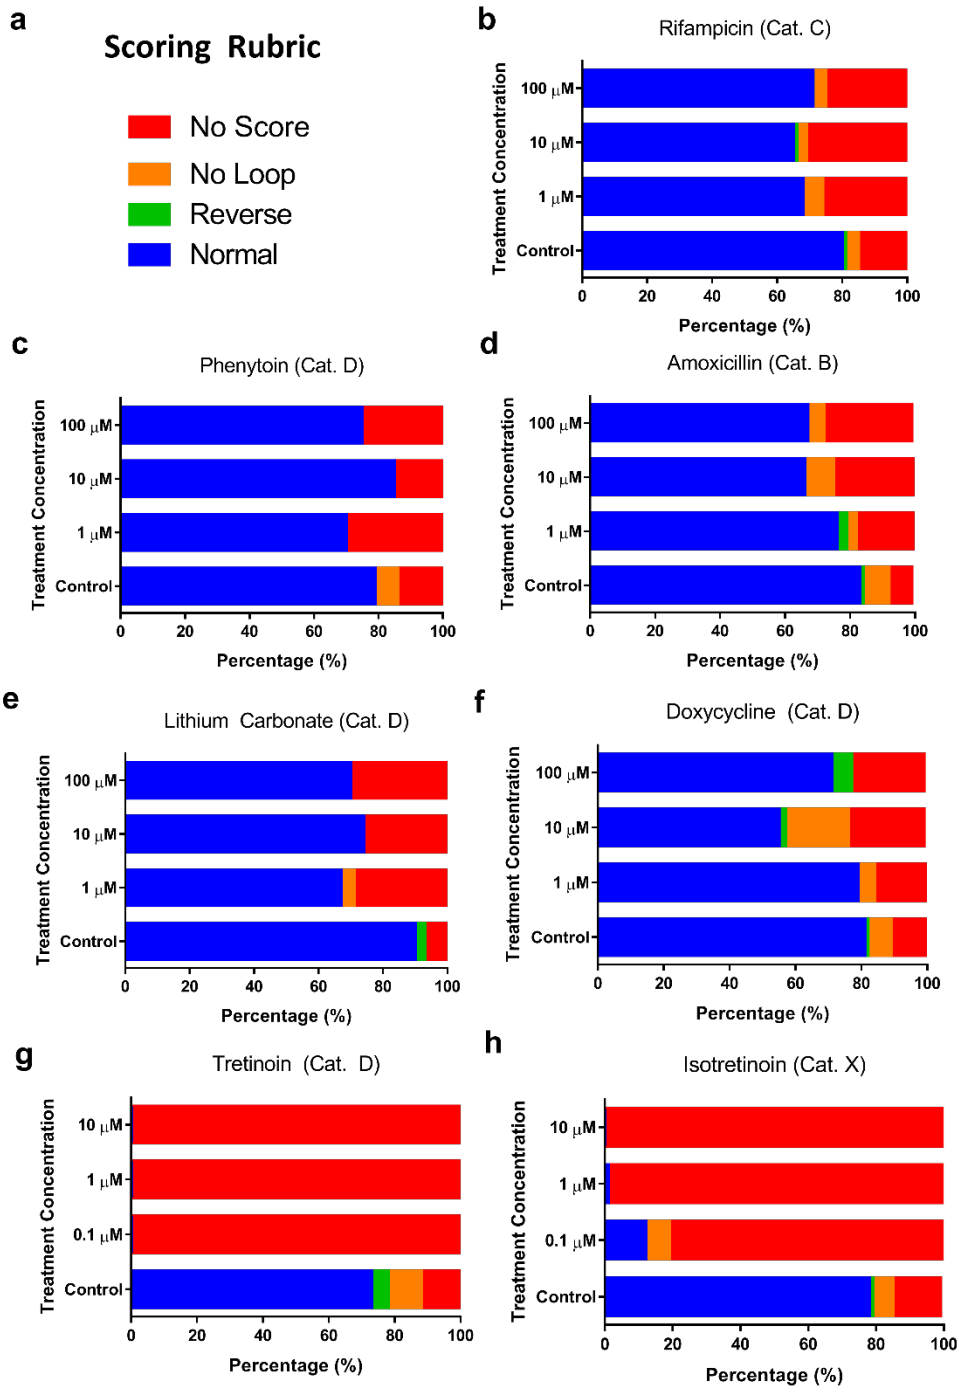 a
Scoring Rubric
No Score
No Loop
Reverse
Normal
b
Rifampicin (Cat. C)
Treatment Concentration
100 µM
10 µM
1 µM
Control
0 20 40 60 80 100
Percentage (%)
c
Phenytoin (Cat. D)
Treatment Concentration
100 µM
10 µM
1 µM
Control
0 20 40 60 80 100
Percentage (%)
d
Amoxicillin (Cat. B)
Treatment Concentration
100 µM
10 µM
1 µM
Control
0 20 40 60 80 100
Percentage (%)
e
Lithium Carbonate (Cat. D)
Treatment Concentration
100 µM
10 µM
1 µM
Control
0 20 40 60 80 100
Percentage (%)
f
Doxycycline (Cat. D)
Treatment Concentration
100 µM
10 µM
1 µM
Control
0 20 40 60 80 100
Percentage (%)
g
Tretinoin (Cat. D)
Treatment Concentration
10 µM
1 µM
0.1 µM
Control
0 20 40 60 80 100
Percentage (%)
h
Isotretinoin (Cat. X)
Treatment Concentration
10 µM
1 µM
0.1 µM
Control
0 20 40 60 80 100
Percentage (%)